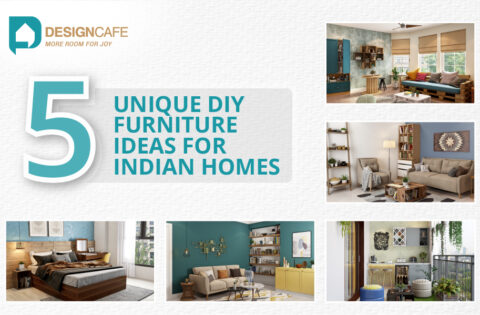 DESIGNCAFE
MORE ROOM FOR JOY
5
UNIQUE DIY
FURNITURE
IDEAS FOR
INDIAN HOMES